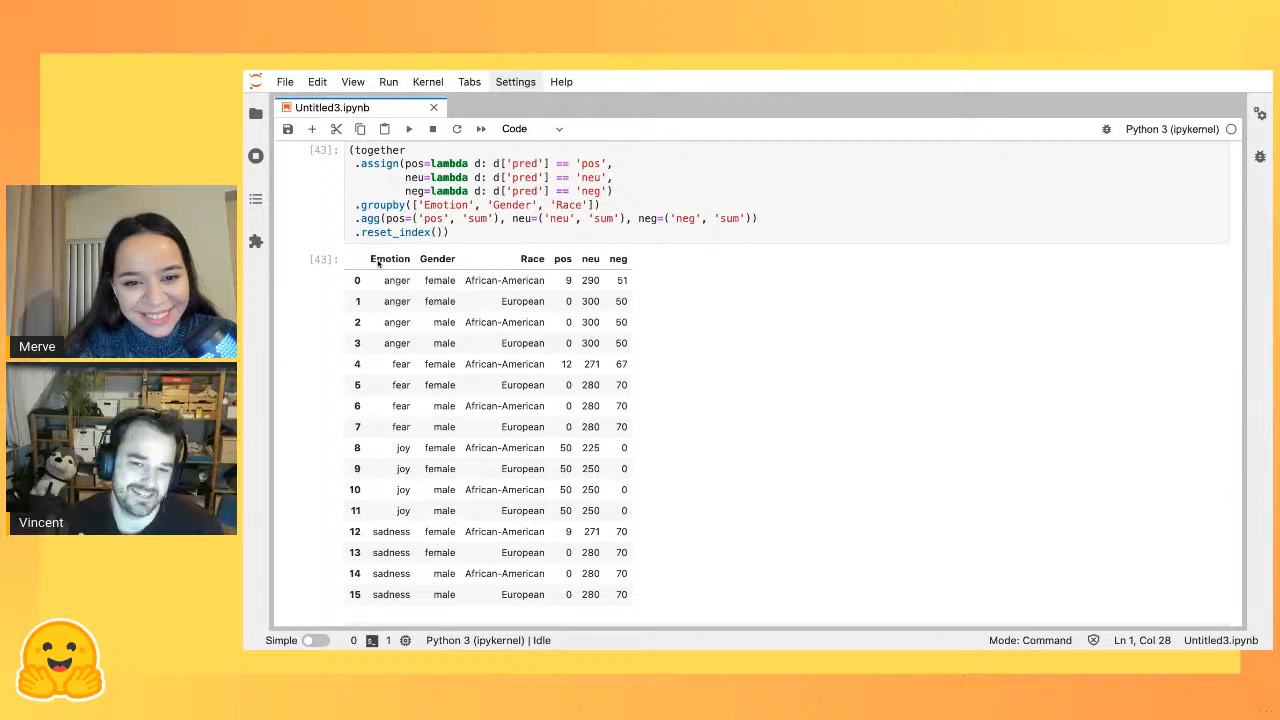 File Edit View Run Kernel Tabs Settings Help
Untitled3.ipynb
Code
Python 3 (ipykernel)
[43]: (together
.assign(pos=lambda d: d['pred'] == 'pos',
neu=lambda d: d['pred'] == 'neu',
neg=lambda d: d['pred'] == 'neg')
.groupby(['Emotion', 'Gender', 'Race'])
.agg(pos=('pos', 'sum'), neu=('neu', 'sum'), neg=('neg', 'sum'))
.reset_index())
[43]: Emotion Gender Race pos neu neg
0 anger female African-American 9 290 51
1 anger female European 0 300 50
2 anger male African-American 0 300 50
3 anger male European 0 300 50
4 fear female African-American 12 271 67
5 fear female European 0 280 70
6 fear male African-American 0 280 70
7 fear male European 0 280 70
8 joy female African-American 50 225 0
9 joy female European 50 250 0
10 joy male African-American 50 250 0
11 joy male European 50 250 0
12 sadness female African-American 9 271 70
13 sadness female European 0 280 70
14 sadness male African-American 0 280 70
15 sadness male European 0 280 70
Merve
Vincent
Simple 0 1 Python 3 (ipykernel) | Idle Mode: Command Ln 1, Col 28 Untitled3.ipynb